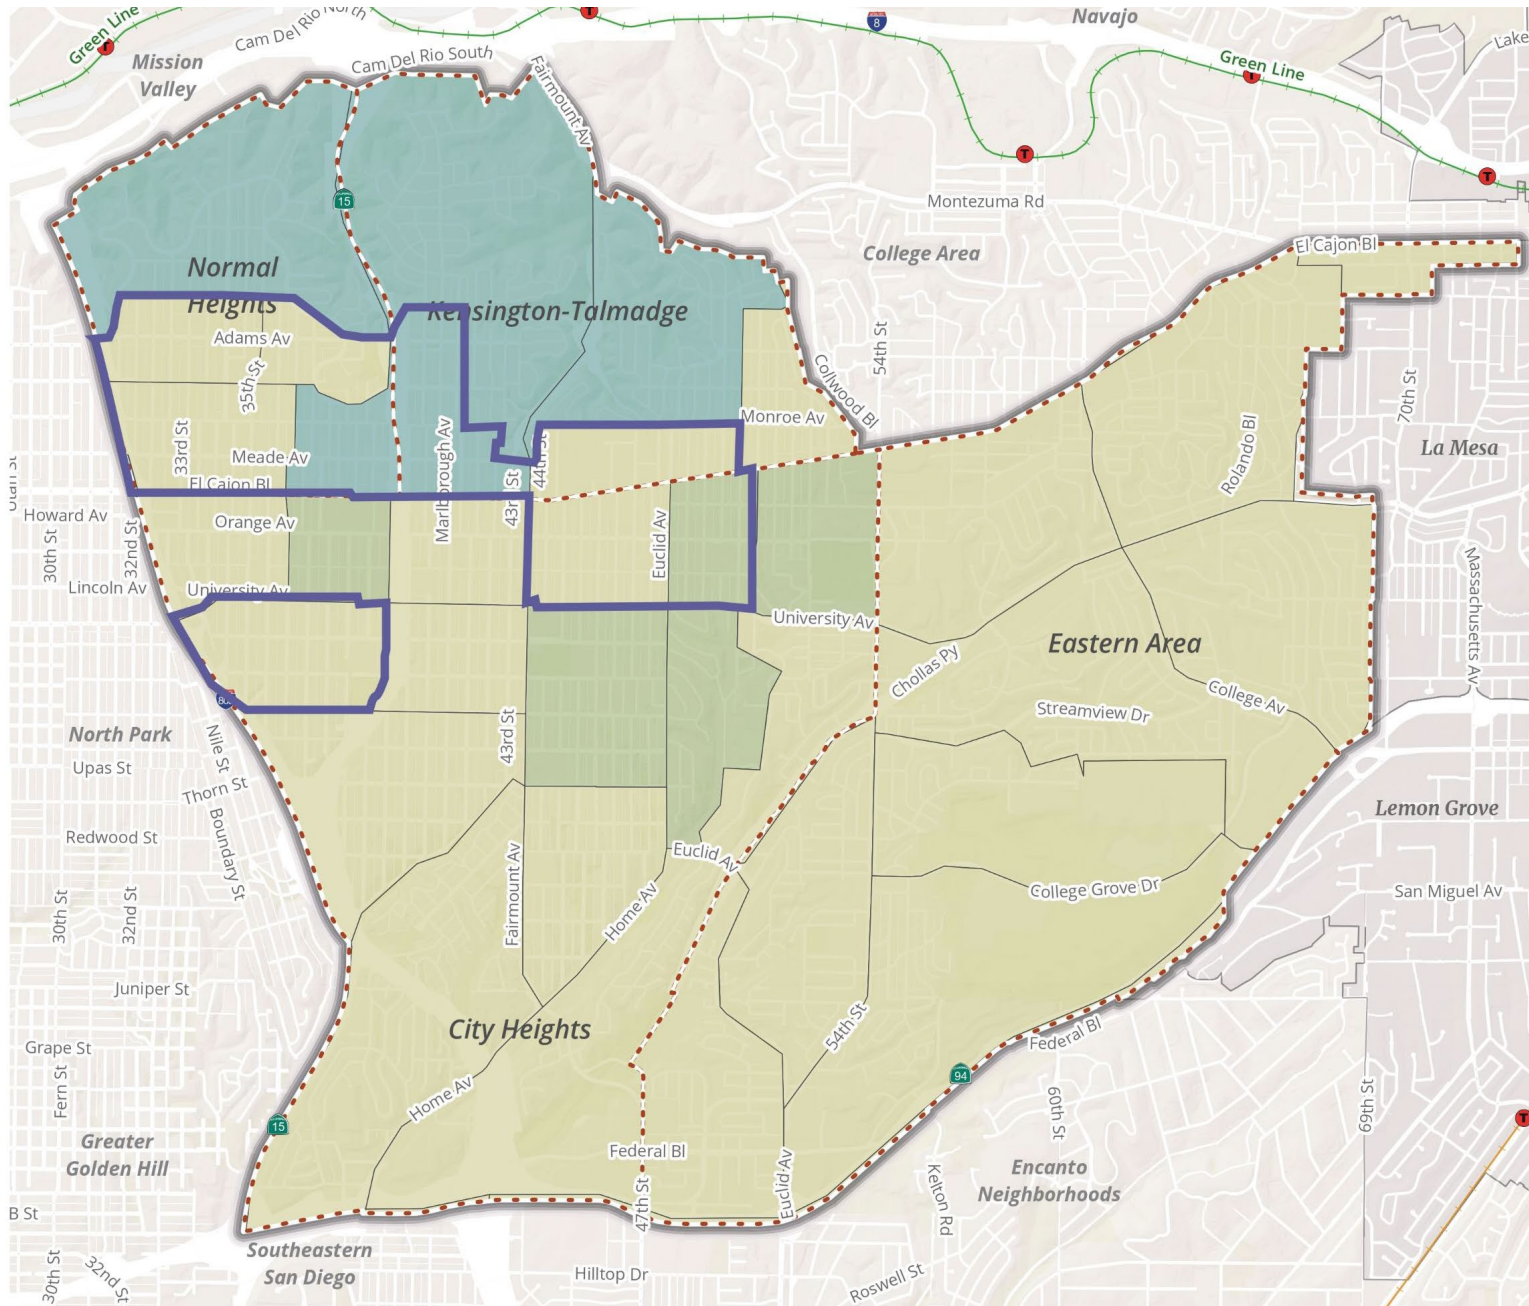 Green Line
Cam Del Rio North
8
Navajo
Lake
Mission
Valley
Cam Del Rio South
Fairmount Av
Green Line
T
T
T
T
T
15
Montezuma Rd
College Area
El Cajon Bl
Normal
Heights
Kensington-Talmadge
Adams Av
35th St
54th St
Collwood Bl
70th St
Monroe Av
33rd St
Meade Av
El Cajon Bl
Marlborough Av
43rd St
44th St
Rolando Bl
La Mesa
Howard Av
Orange Av
30th St
32nd St
Euclid Av
Lincoln Av
University Av
University Av
Massachusetts Av
Eastern Area
Chollas Py
College Av
Streamview Dr
North Park
Nile St
43rd St
Upas St
Thorn St
Boundary St
Redwood St
Lemon Grove
Euclid Av
College Grove Dr
San Miguel Av
30th St
32nd St
Fairmount Av
Home Av
Juniper St
City Heights
54th St
Federal Bl
Grape St
Fern St
Home Av
94
60th St
69th St
15
T
Greater
Golden Hill
Federal Bl
Encanto
Neighborhoods
47th St
Euclid Av
Kelton Rd
B St
Southeastern
San Diego
30th St
32nd St
Hilltop Dr
Roswell St